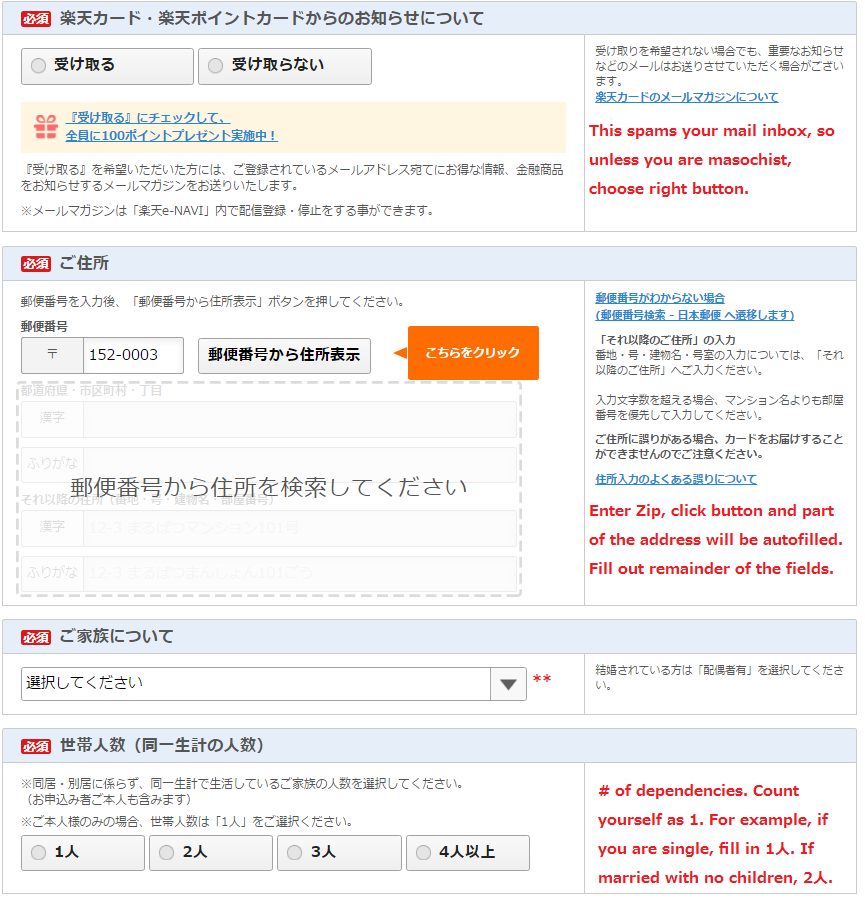 必須 楽天カード・楽天ポイントカードからのお知らせについて
受け取る
受け取らない
『受け取る』にチェックして、
全員に100ポイントプレゼント実施中！
『受け取る』を希望いただいた方には、ご登録されているメールアドレス宛てにお得な情報、金融商品
をお知らせするメールマガジンをお送りいたします。
※メールマガジンは「楽天e-NAVI」内で配信登録・停止をする事ができます。
受け取りを希望されない場合でも、重要なお知らせ
などのメールはお送りさせていただく場合がござい
ます。
楽天カードのメールマガジンについて
This spams your mail inbox, so
unless you are masochist,
choose right button.
必須 ご住所
郵便番号を入力後、「郵便番号から住所表示」ボタンを押してください。
郵便番号
〒 152-0003
郵便番号から住所表示
こちらをクリック
都道府県・市区町村・丁目
漢字
ふりがな
郵便番号から住所を検索してください
それ以降の住所（番地・号・建物名・部屋番号）
漢字 12-3 まるばつマンション101号
ふりがな 12-3 まるばつまんしょん101ごう
郵便番号がわからない場合
(郵便番号検索 - 日本郵便 へ遷移します)
「それ以降のご住所」の入力
番地・号・建物名・号室の入力については、「それ
以降のご住所」へご入力ください。
入力文字数を超える場合、マンション名よりも部屋
番号を優先して入力してください。
ご住所に誤りがある場合、カードをお届けすること
ができませんのでご注意ください。
住所入力のよくある誤りについて
Enter Zip, click button and part
of the address will be autofilled.
Fill out remainder of the fields.
必須 ご家族について
選択してください
**
結婚されている方は「配偶者有」を選択してくださ
い。
必須 世帯人数（同一生計の人数）
※同居・別居に係らず、同一生計で生活しているご家族の人数を選択してください。
（お申込み者ご本人も含みます）
※ご本人様のみの場合、世帯人数は「1人」をご選択ください。
1人
2人
3人
4人以上
# of dependencies. Count
yourself as 1. For example, if
you are single, fill in 1人. If
married with no children, 2人.